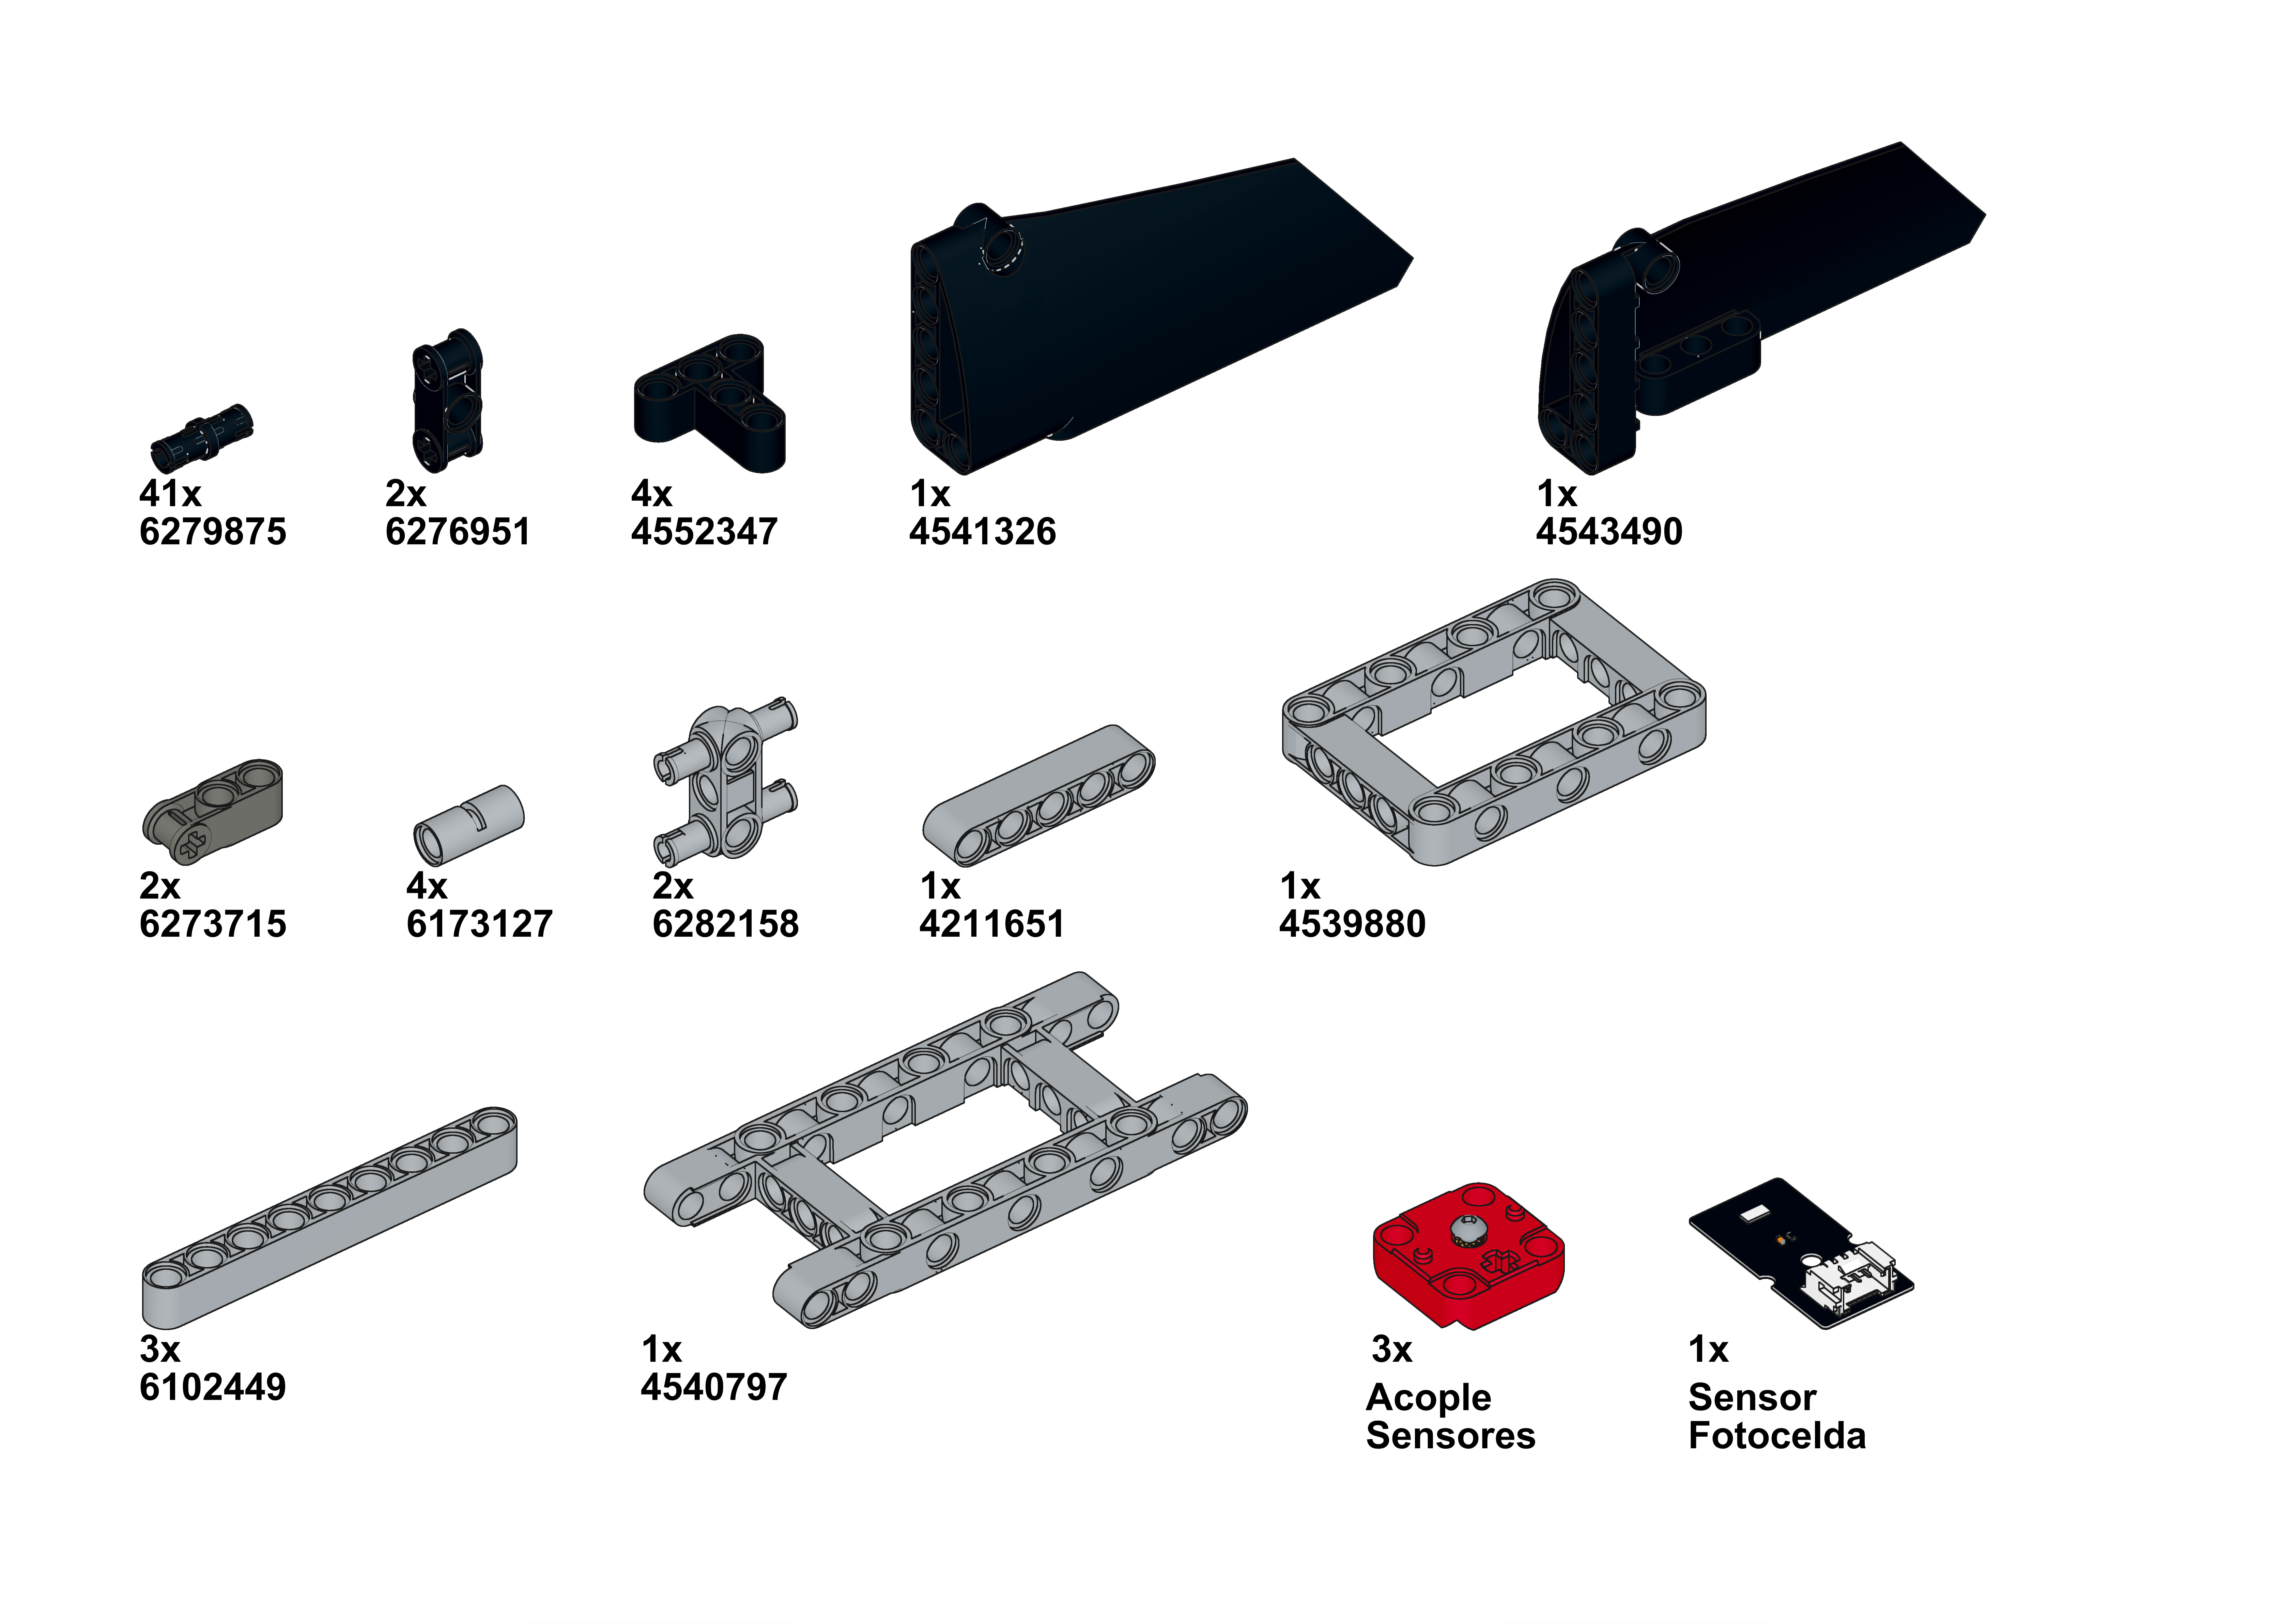 41x
6279875
2x
6276951
4x
4552347
1x
4541326
1x
4543490
2x
6273715
4x
6173127
2x
6282158
1x
4211651
1x
4539880
3x
6102449
1x
4540797
3x
Acople
Sensores
1x
Sensor
Fotocelda